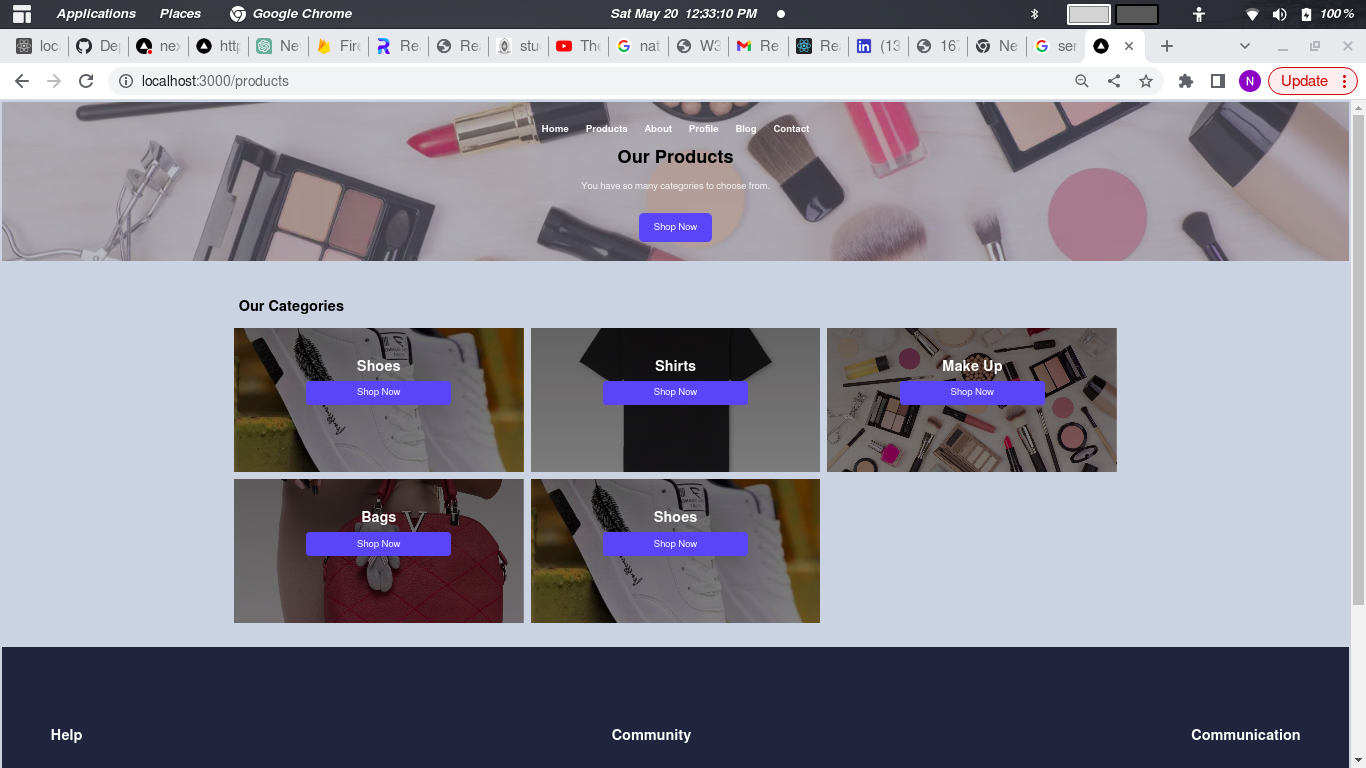 Applications Places Google Chrome Sat May 20 12:33:10 PM 100 %
loc De nex http Ne Fire Re Re stu The nat W3 Re Re (13 167 Ne ser
localhost:3000/products N Update
Home Products About Profile Blog Contact
Our Products
You have so many categories to choose from.
Shop Now
Our Categories
Shoes Shirts Make Up
Shop Now Shop Now Shop Now
Bags Shoes
Shop Now Shop Now
Help Community Communication